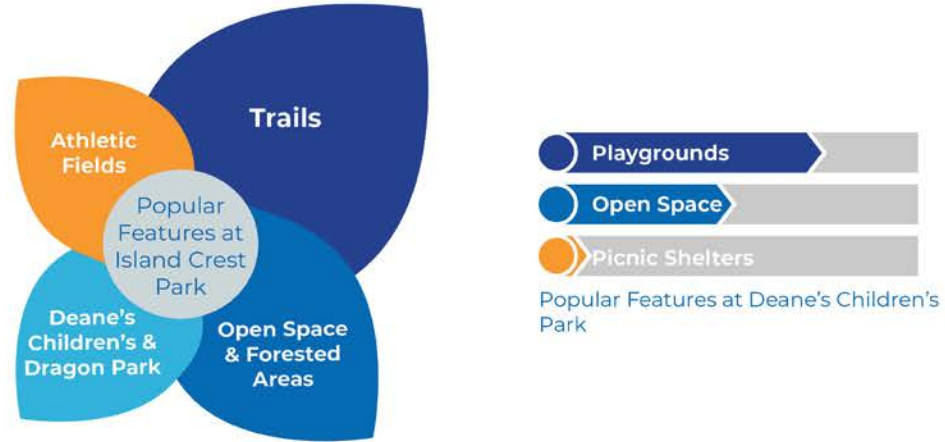 Trails
Athletic
Fields
Popular
Features at
Island Crest
Park
Deane's
Children's &
Dragon Park
Open Space
& Forested
Areas
Playgrounds
Open Space
Picnic Shelters
Popular Features at Deane's Children's
Park